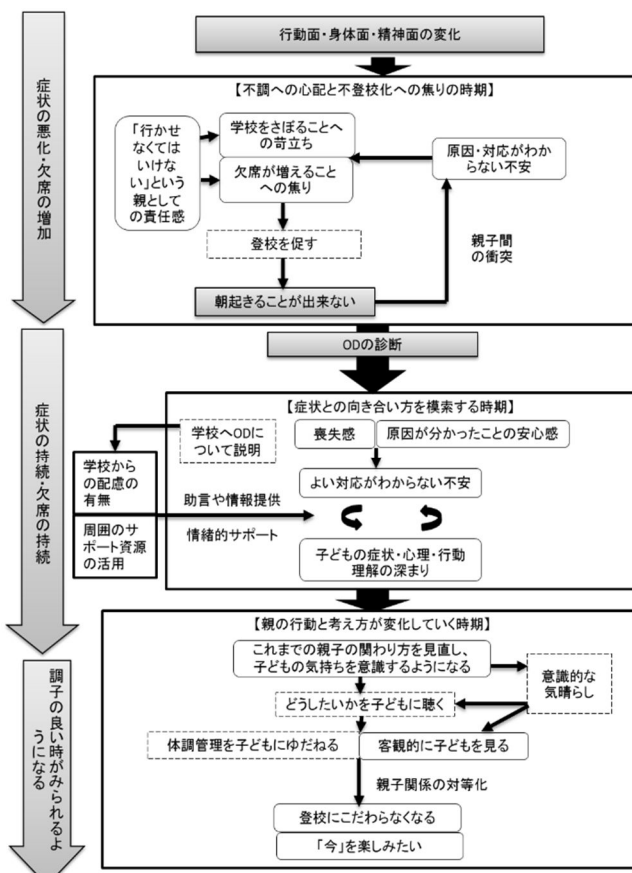 行動面・身体面・精神面の変化
症状の悪化・欠席の増加
【不調への心配と不登校化への焦りの時期】
「行かせ
なくては
いけな
い」という
親として
の責任感
学校をさぼることへ
の苛立ち
欠席が増えること
への�り
原因・対応がわか
らない不安
登校を促す
親子間
の衝突
朝起きることが出来ない
ODの診断
症状の持続・欠席の持続
【症状との向き合い方を模索する時期】
学校へODに
ついて説明
喪失感
原因が分かったことの安心感
学校から
の配慮の
有無
よい対応がわからない不安
助言や情報提供
周囲のサ
ポート資源
の活用
情緒的サポート
子どもの症状・心理・行動
理解の深まり
調子の良い時がみられるよ
うになる
【親の行動と考え方が変化していく時期】
これまでの親子の関わり方を見直し、
子どもの気持ちを意識するようになる
意識的な
気晴らし
どうしたいかを子どもに聴く
体調管理を子どもにゆだねる
客観的に子どもを見る
親子関係の対等化
登校にこだわらなくなる
「今」を楽しみたい